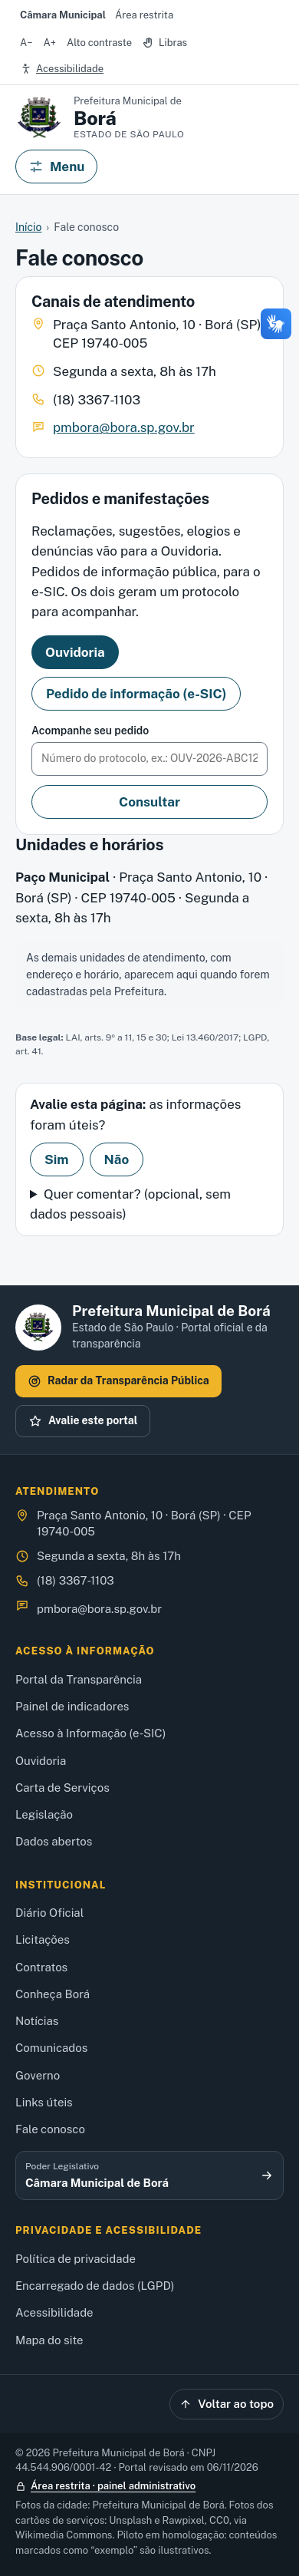 Câmara Municipal Área restrita
A− A+ Alto contraste Libras
Acessibilidade
Prefeitura Municipal de
Borá
ESTADO DE SÃO PAULO
Menu
Início › Fale conosco
Fale conosco
Canais de atendimento
Praça Santo Antonio, 10 · Borá (SP) ·
CEP 19740-005
Segunda a sexta, 8h às 17h
(18) 3367-1103
pmbora@bora.sp.gov.br
Pedidos e manifestações
Reclamações, sugestões, elogios e
denúncias vão para a Ouvidoria.
Pedidos de informação pública, para o
e-SIC. Os dois geram um protocolo
para acompanhar.
Ouvidoria
Pedido de informação (e-SIC)
Acompanhe seu pedido
Número do protocolo, ex.: OUV-2026-ABC12
Consultar
Unidades e horários
Paço Municipal · Praça Santo Antonio, 10 ·
Borá (SP) · CEP 19740-005 · Segunda a
sexta, 8h às 17h
As demais unidades de atendimento, com
endereço e horário, aparecem aqui quando forem
cadastradas pela Prefeitura.
Base legal: LAI, arts. 9º a 11, 15 e 30; Lei 13.460/2017; LGPD,
art. 41.
Avalie esta página: as informações
foram úteis?
Sim Não
Quer comentar? (opcional, sem
dados pessoais)
Prefeitura Municipal de Borá
Estado de São Paulo · Portal oficial e da
transparência
Radar da Transparência Pública
Avalie este portal
ATENDIMENTO
Praça Santo Antonio, 10 · Borá (SP) · CEP
19740-005
Segunda a sexta, 8h às 17h
(18) 3367-1103
pmbora@bora.sp.gov.br
ACESSO À INFORMAÇÃO
Portal da Transparência
Painel de indicadores
Acesso à Informação (e-SIC)
Ouvidoria
Carta de Serviços
Legislação
Dados abertos
INSTITUCIONAL
Diário Oficial
Licitações
Contratos
Conheça Borá
Notícias
Comunicados
Governo
Links úteis
Fale conosco
Poder Legislativo
Câmara Municipal de Borá
PRIVACIDADE E ACESSIBILIDADE
Política de privacidade
Encarregado de dados (LGPD)
Acessibilidade
Mapa do site
Voltar ao topo
© 2026 Prefeitura Municipal de Borá · CNPJ
44.544.906/0001-42 · Portal revisado em 06/11/2026
Área restrita · painel administrativo
Fotos da cidade: Prefeitura Municipal de Borá. Fotos dos
cartões de serviços: Unsplash e Rawpixel, CC0, via
Wikimedia Commons. Piloto em homologação: conteúdos
marcados como “exemplo” são ilustrativos.